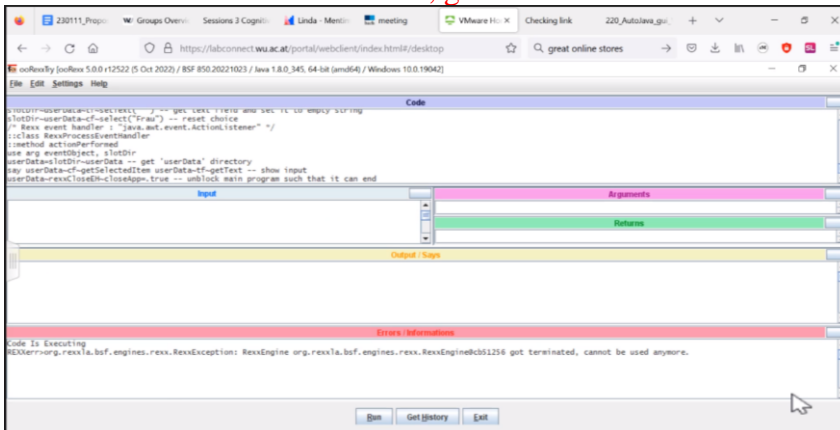 230111_Propo
Groups Overvi
Sessions 3 Cogniti
Linda - Mentin
meeting
VMware Ho
Checking link
220_AutoJava_gui_
https://labconnect.wu.ac.at/portal/webclient/index.html#/desktop
great online stores
ooRexxTry [ooRexx 5.0.0 r12522 (5 Oct 2022) / BSF 850.20221023 / Java 1.8.0_345, 64-bit (amd64) / Windows 10.0.19042]
File Edit Settings Help
Code
slotDir~userData~cf~select("Frau") -- reset choice
/* Rexx event handler : "java.awt.event.ActionListener" */
::class RexxProcessEventHandler
::method actionPerformed
use arg eventObject, slotDir
userData=slotDir~userData -- get 'userData' directory
say userData~cf~getSelectedItem userData~tf~getText -- show input
userData~rexxCloseEH~closeApp=.true -- unblock main program such that it can end
Input
Arguments
Returns
Output / Says
Errors / Informations
Code Is Executing
REXXerr>org.rexxla.bsf.engines.rexx.RexxException: RexxEngine org.rexxla.bsf.engines.rexx.RexxEngine@cb51256 got terminated, cannot be used anymore.
Run Get History Exit